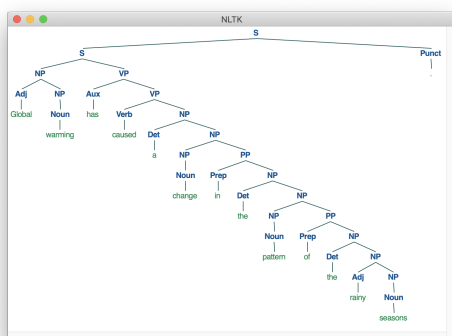 NLTK
S
S Punct
NP VP .
Adj NP Aux VP
Global Noun has Verb NP
warming caused Det NP
a NP PP
Noun Prep NP
change in Det NP
the NP PP
Noun Prep NP
pattern of Det NP
the Adj NP
rainy Noun
seasons